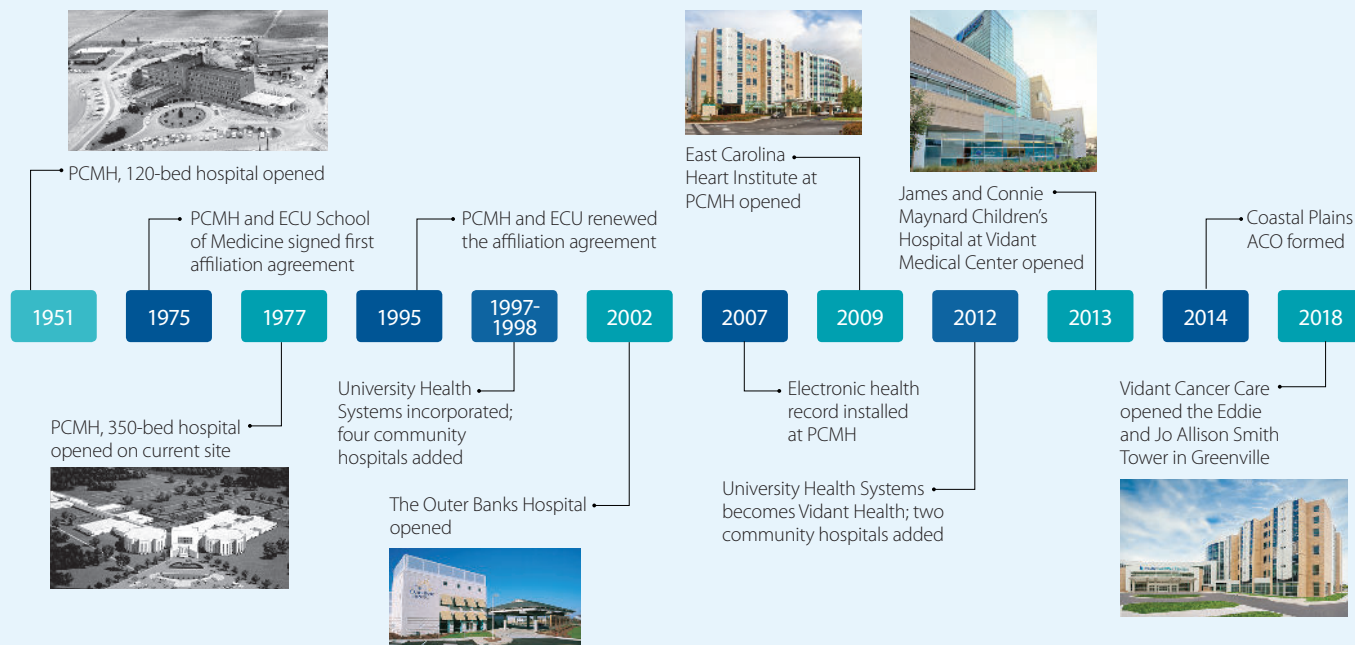 PCMH, 120-bed hospital opened
PCMH and ECU School
of Medicine signed first
affiliation agreement
PCMH and ECU renewed
the affiliation agreement
East Carolina
Heart Institute at
PCMH opened
James and Connie
Maynard Children's
Hospital at Vidant
Medical Center opened
Coastal Plains
ACO formed
1951
1975
1977
1995
1997-
1998
2002
2007
2009
2012
2013
2014
2018
PCMH, 350-bed hospital
opened on current site
University Health
Systems incorporated;
four community
hospitals added
The Outer Banks Hospital
opened
Electronic health
record installed
at PCMH
University Health Systems
becomes Vidant Health; two
community hospitals added
Vidant Cancer Care
opened the Eddie
and Jo Allison Smith
Tower in Greenville